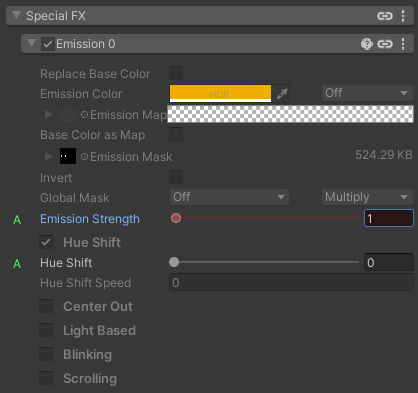 Special FX
Emission 0
Replace Base Color
Emission Color HDR Off
Emission Map
Base Color as Map
Emission Mask 524.29 KB
Invert
Global Mask Off Multiply
A Emission Strength 1
Hue Shift
A Hue Shift 0
Hue Shift Speed 0
Center Out
Light Based
Blinking
Scrolling